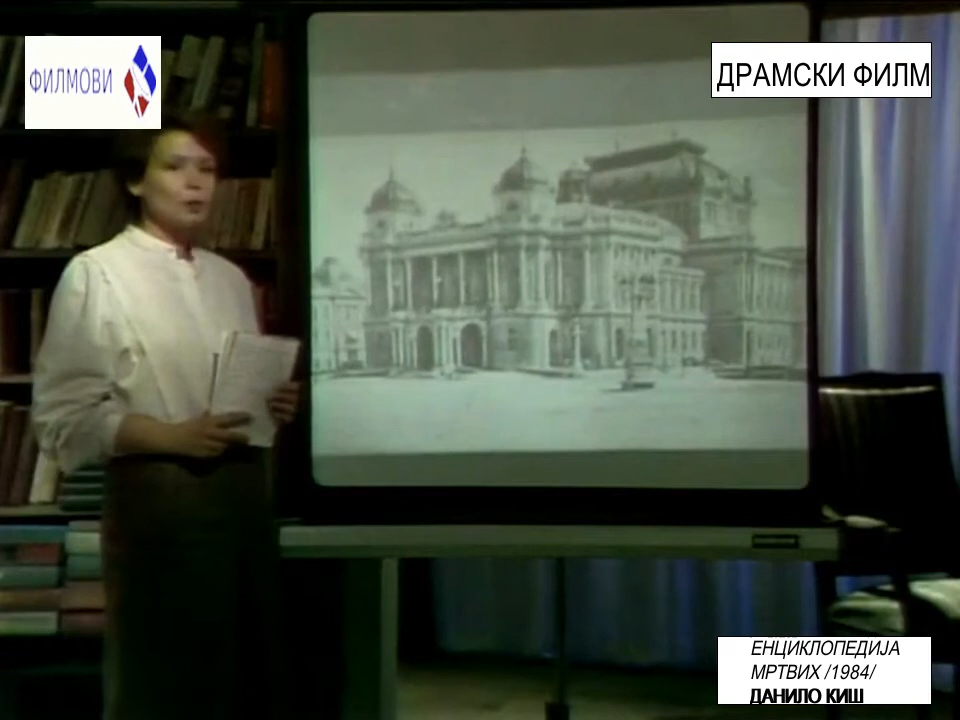 ФИЛМОВИ
ДРАМСКИ ФИЛМ
ЕНЦИКЛОПЕДИЈА
МРТВИХ /1984/
ДАНИЛО КИШ